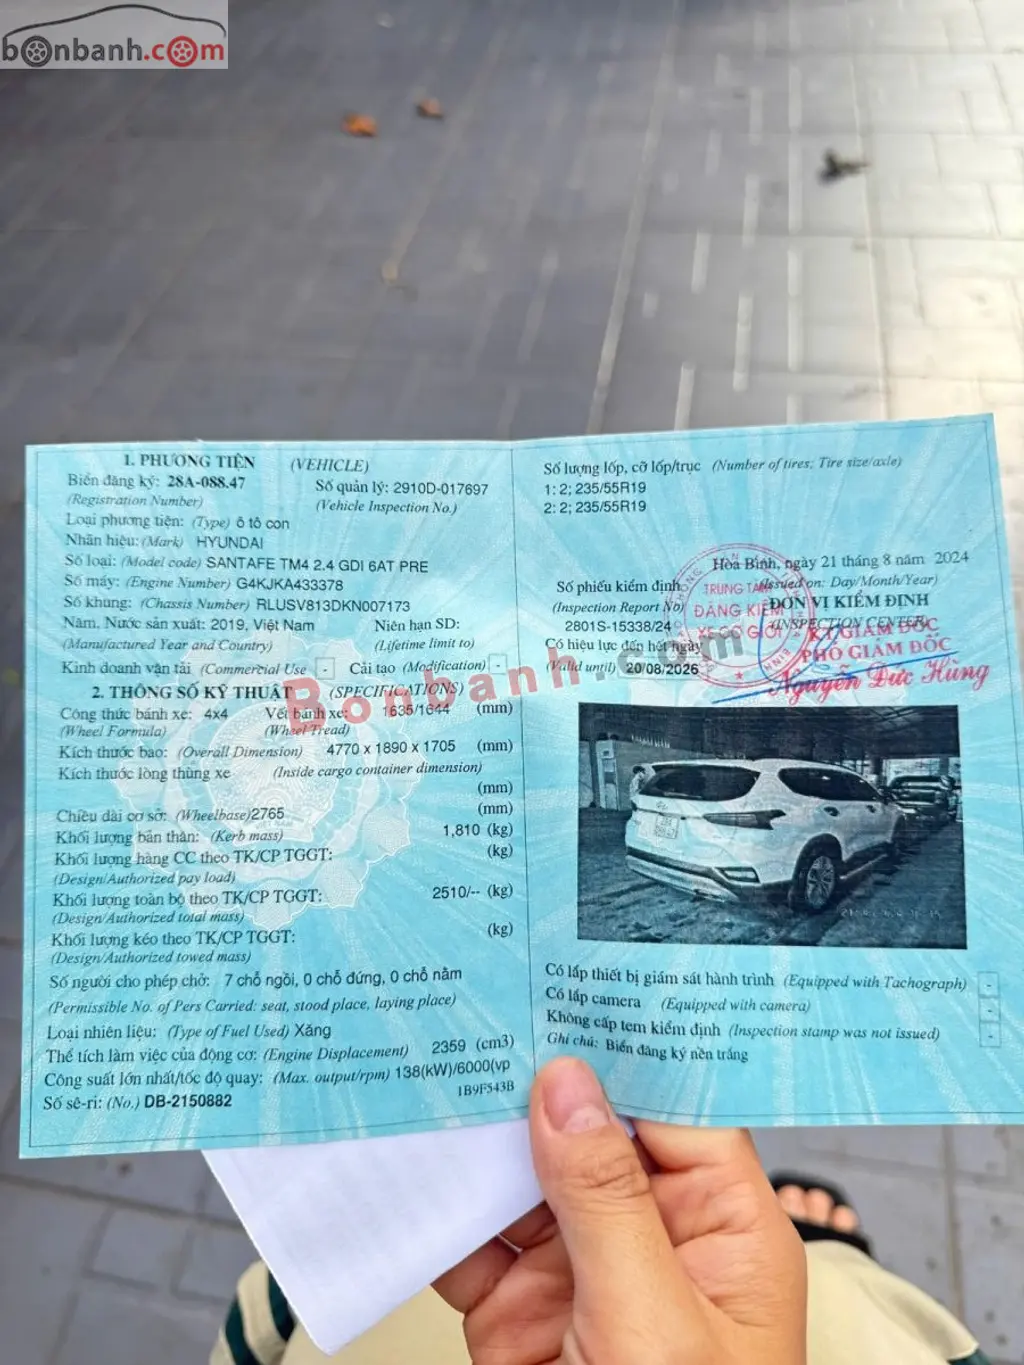 bonbanh.com
1. PHƯƠNG TIỆN (VEHICLE)
Biển đăng ký: 28A-088.47 Số quản lý: 2910D-017697
(Registration Number) (Vehicle Inspection No.)
Loại phương tiện: (Type) ô tô con
Nhãn hiệu: (Mark) HYUNDAI
Số loại: (Model code) SANTAFE TM4 2.4 GDI 6AT PRE
Số máy: (Engine Number) G4KJKA433378
Số khung: (Chassis Number) RLUSV813DKN007173
Năm, Nước sản xuất: 2019, Việt Nam Niên hạn SD:
(Manufactured Year and Country) (Lifetime limit to)
Kinh doanh vận tải (Commercial Use - Cải tạo (Modification) -
2. THÔNG SỐ KỸ THUẬT (SPECIFICATIONS)
Công thức bánh xe: 4x4 Vết bánh xe: 1635/1644 (mm)
(Wheel Formula) (Wheel Tread)
Kích thước bao: (Overall Dimension) 4770 x 1890 x 1705 (mm)
Kích thước lòng thùng xe (Inside cargo container dimension)
(mm)
Chiều dài cơ sở: (Wheelbase)2765 (mm)
Khối lượng bản thân: (Kerb mass) 1,810 (kg)
Khối lượng hàng CC theo TK/CP TGGT: (kg)
(Design/Authorized pay load)
Khối lượng toàn bộ theo TK/CP TGGT: 2510/-- (kg)
(Design/Authorized total mass)
Khối lượng kéo theo TK/CP TGGT: (kg)
(Design/Authorized towed mass)
Số người cho phép chở: 7 chỗ ngồi, 0 chỗ đứng, 0 chỗ nằm
(Permissible No. of Pers Carried: seat, stood place, laying place)
Loại nhiên liệu: (Type of Fuel Used) Xăng
Thể tích làm việc của động cơ: (Engine Displacement) 2359 (cm3)
Công suất lớn nhất/tốc độ quay: (Max. output/rpm) 138(kW)/6000(vp
1B9F543B
Số sê-ri: (No.) DB-2150882
Số lượng lốp, cỡ lốp/trục (Number of tires; Tire size/axle)
1: 2; 235/55R19
2: 2; 235/55R19
Hòa Bình, ngày 21 tháng 8 năm 2024
Số phiếu kiểm định (Issued on: Day/Month/Year)
(Inspection Report No) ĐƠN VỊ KIỂM ĐỊNH
2801S-15338/24 (INSPECTION CENTER)
Có hiệu lực đến hết ngày KT.GIÁM ĐỐC
(Valid until) 20/08/2026 PHÓ GIÁM ĐỐC
Nguyễn Đức Hùng
TRUNG TÂM
ĐĂNG KIỂM
XE CƠ GIỚI
Bonbanh.com
Có lắp thiết bị giám sát hành trình (Equipped with Tachograph) -
Có lắp camera (Equipped with camera) -
Không cấp tem kiểm định (Inspection stamp was not issued) -
Ghi chú: Biển đăng ký nền trắng